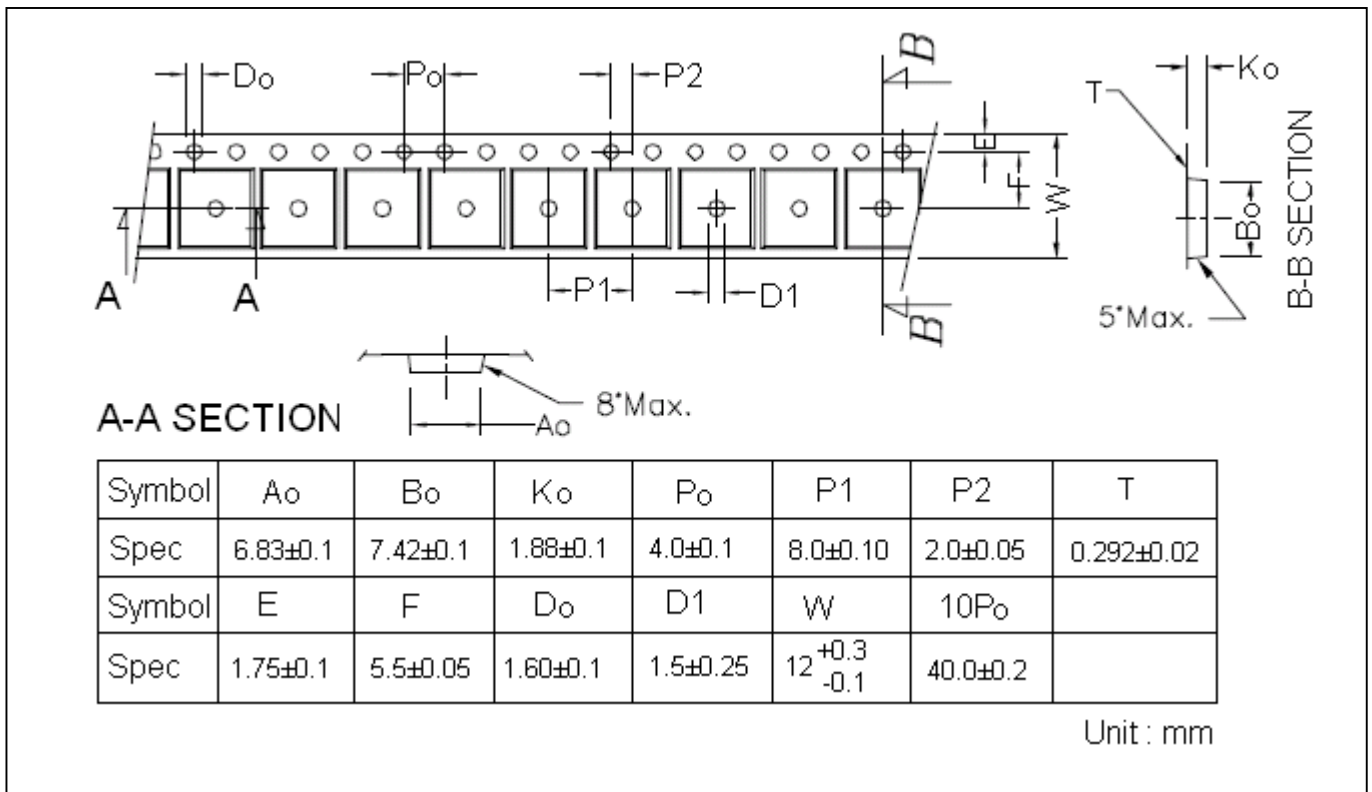 B
Do
Po
P2
Ko
T
E
F
W
Bo
B-B SECTION
A
A
P1
D1
B
5°Max.
8°Max.
A-A SECTION
Ao
Symbol Ao Bo Ko Po P1 P2 T
Spec 6.83±0.1 7.42±0.1 1.88±0.1 4.0±0.1 8.0±0.10 2.0±0.05 0.292±0.02
Symbol E F Do D1 W 10Po
Spec 1.75±0.1 5.5±0.05 1.60±0.1 1.5±0.25 12 +0.3 -0.1 40.0±0.2
Unit : mm